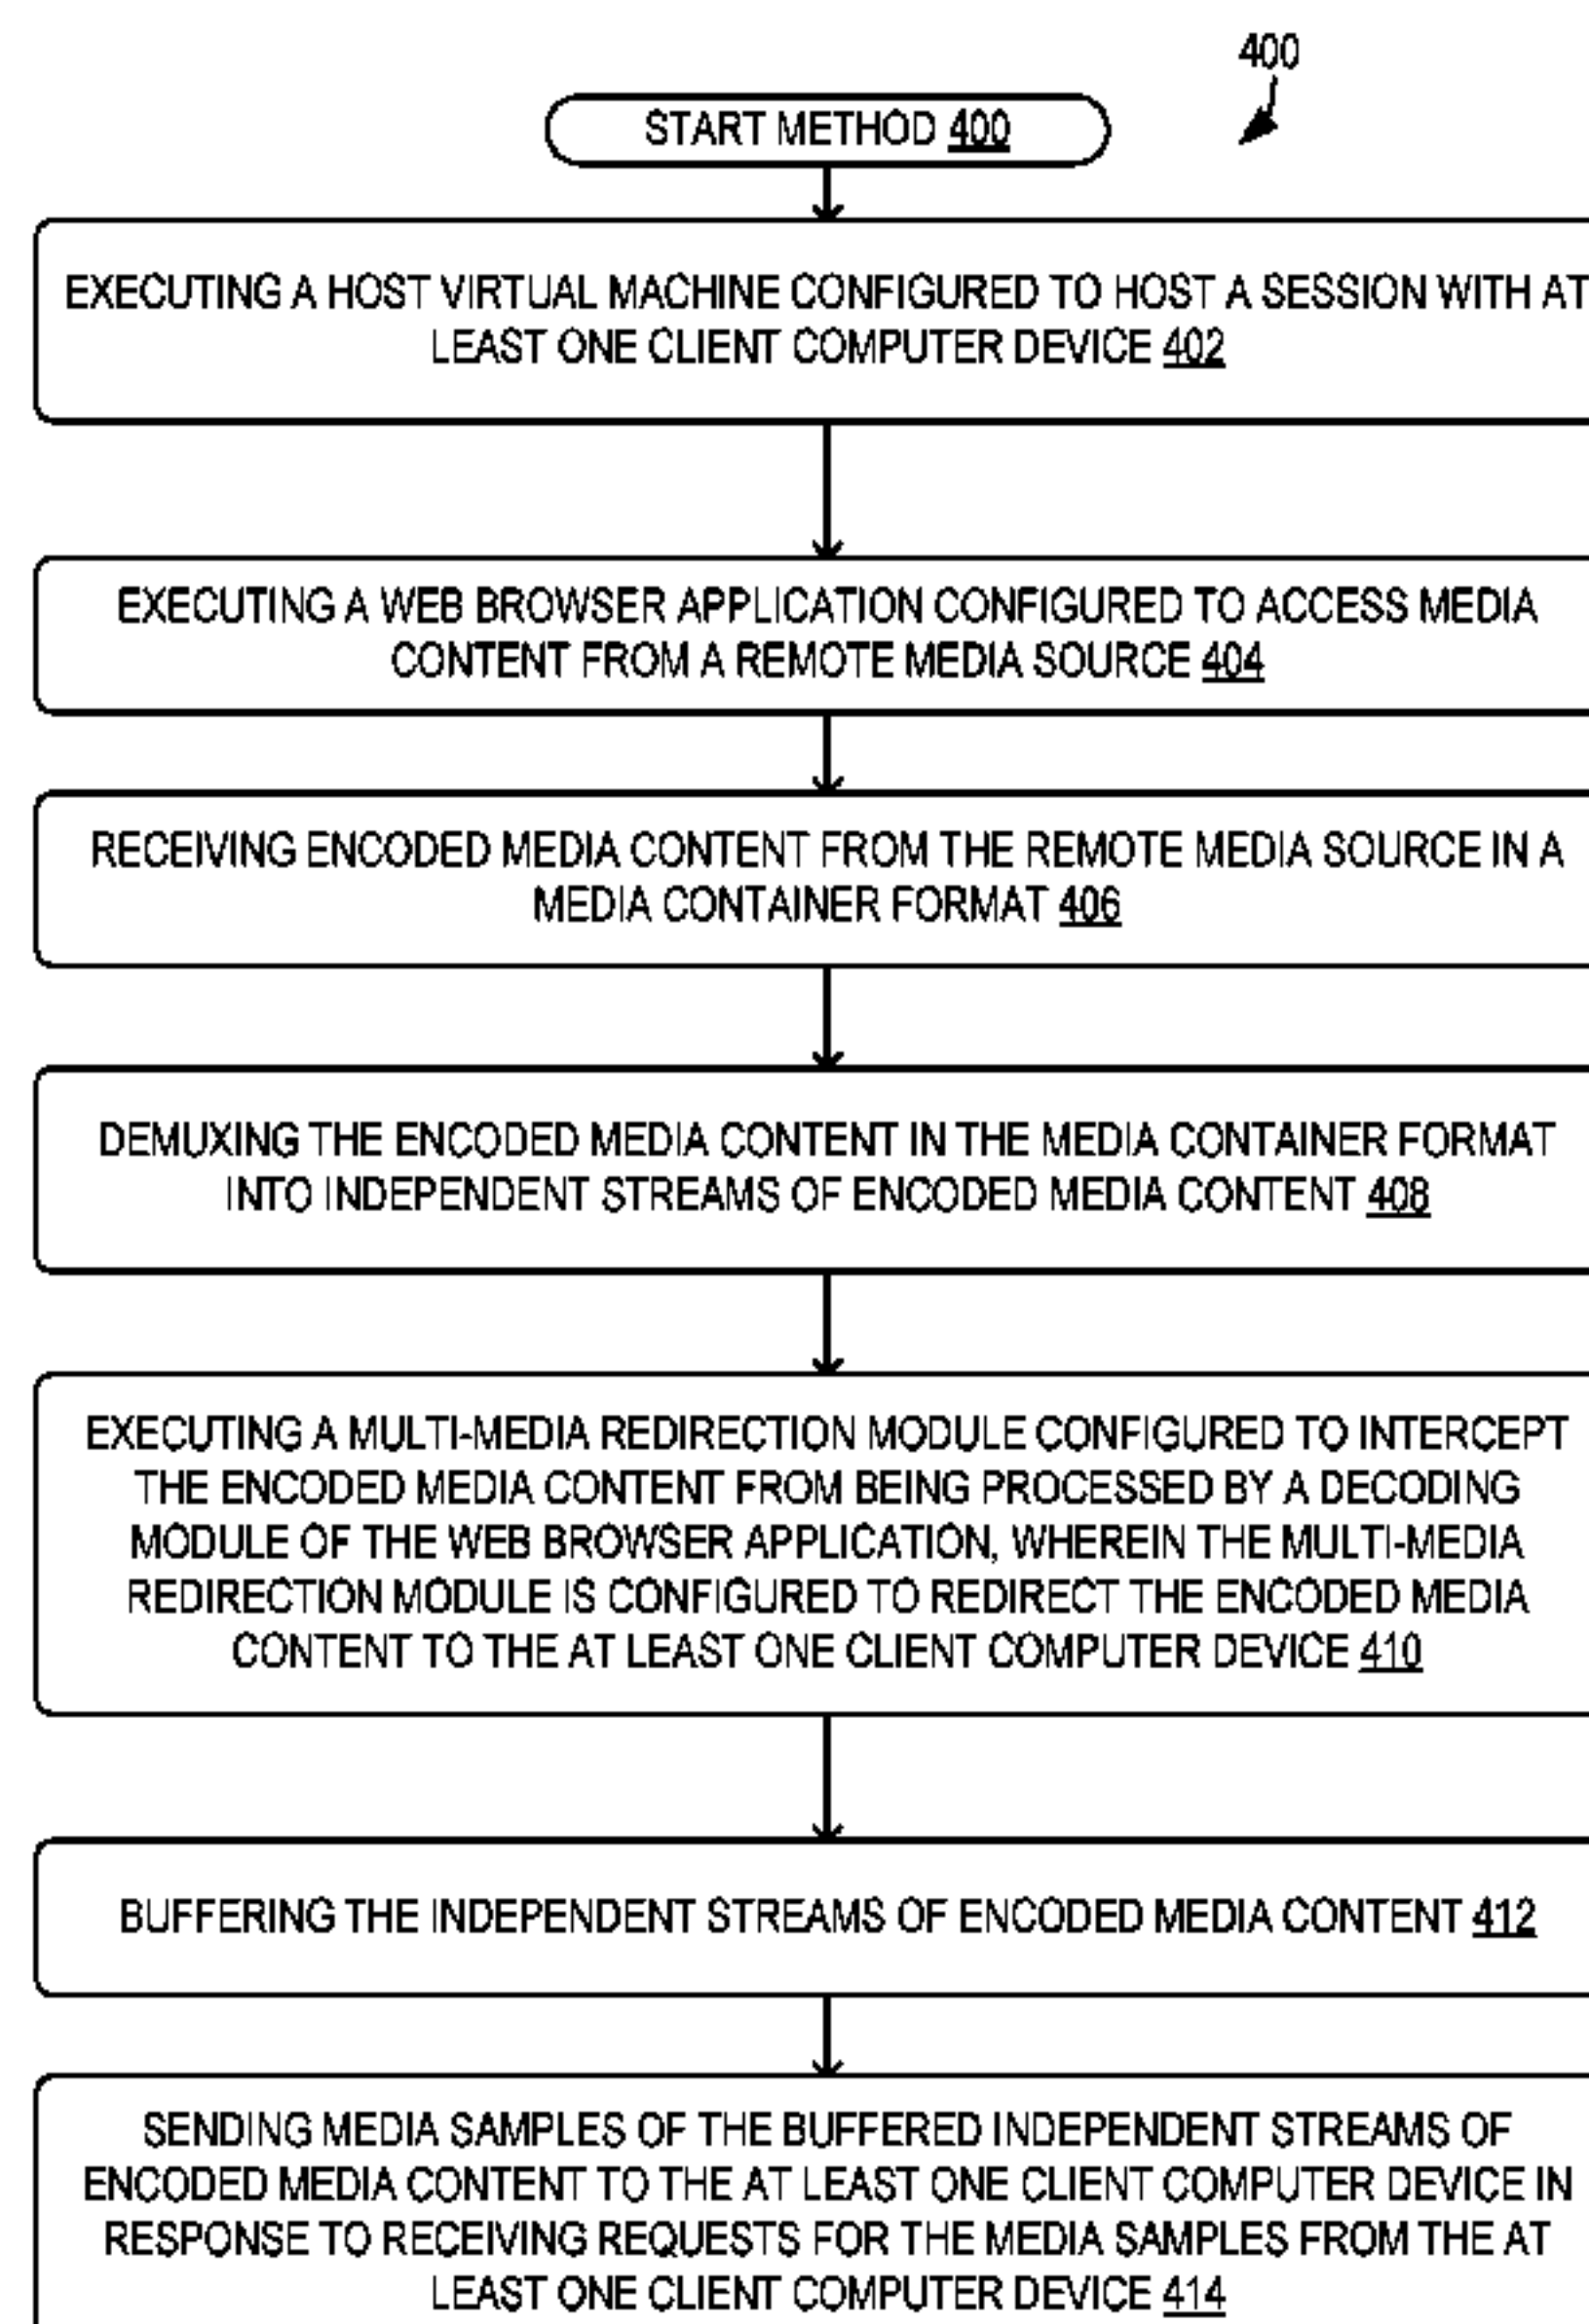 400
START METHOD 400
EXECUTING A HOST VIRTUAL MACHINE CONFIGURED TO HOST A SESSION WITH AT
LEAST ONE CLIENT COMPUTER DEVICE 402
EXECUTING A WEB BROWSER APPLICATION CONFIGURED TO ACCESS MEDIA
CONTENT FROM A REMOTE MEDIA SOURCE 404
RECEIVING ENCODED MEDIA CONTENT FROM THE REMOTE MEDIA SOURCE IN A
MEDIA CONTAINER FORMAT 406
DEMUXING THE ENCODED MEDIA CONTENT IN THE MEDIA CONTAINER FORMAT
INTO INDEPENDENT STREAMS OF ENCODED MEDIA CONTENT 408
EXECUTING A MULTI-MEDIA REDIRECTION MODULE CONFIGURED TO INTERCEPT
THE ENCODED MEDIA CONTENT FROM BEING PROCESSED BY A DECODING
MODULE OF THE WEB BROWSER APPLICATION, WHEREIN THE MULTI-MEDIA
REDIRECTION MODULE IS CONFIGURED TO REDIRECT THE ENCODED MEDIA
CONTENT TO THE AT LEAST ONE CLIENT COMPUTER DEVICE 410
BUFFERING THE INDEPENDENT STREAMS OF ENCODED MEDIA CONTENT 412
SENDING MEDIA SAMPLES OF THE BUFFERED INDEPENDENT STREAMS OF
ENCODED MEDIA CONTENT TO THE AT LEAST ONE CLIENT COMPUTER DEVICE IN
RESPONSE TO RECEIVING REQUESTS FOR THE MEDIA SAMPLES FROM THE AT
LEAST ONE CLIENT COMPUTER DEVICE 414